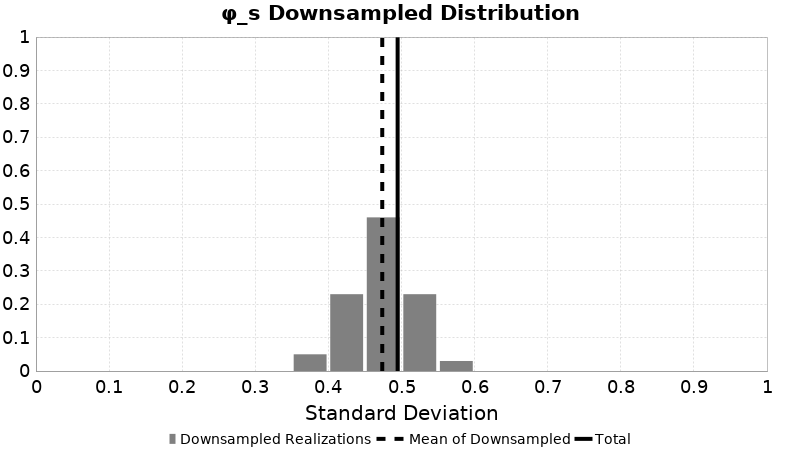 φ_s Downsampled Distribution
1
0.9
0.8
0.7
0.6
0.5
0.4
0.3
0.2
0.1
0
0 0.1 0.2 0.3 0.4 0.5 0.6 0.7 0.8 0.9 1
Standard Deviation
Downsampled Realizations Mean of Downsampled Total